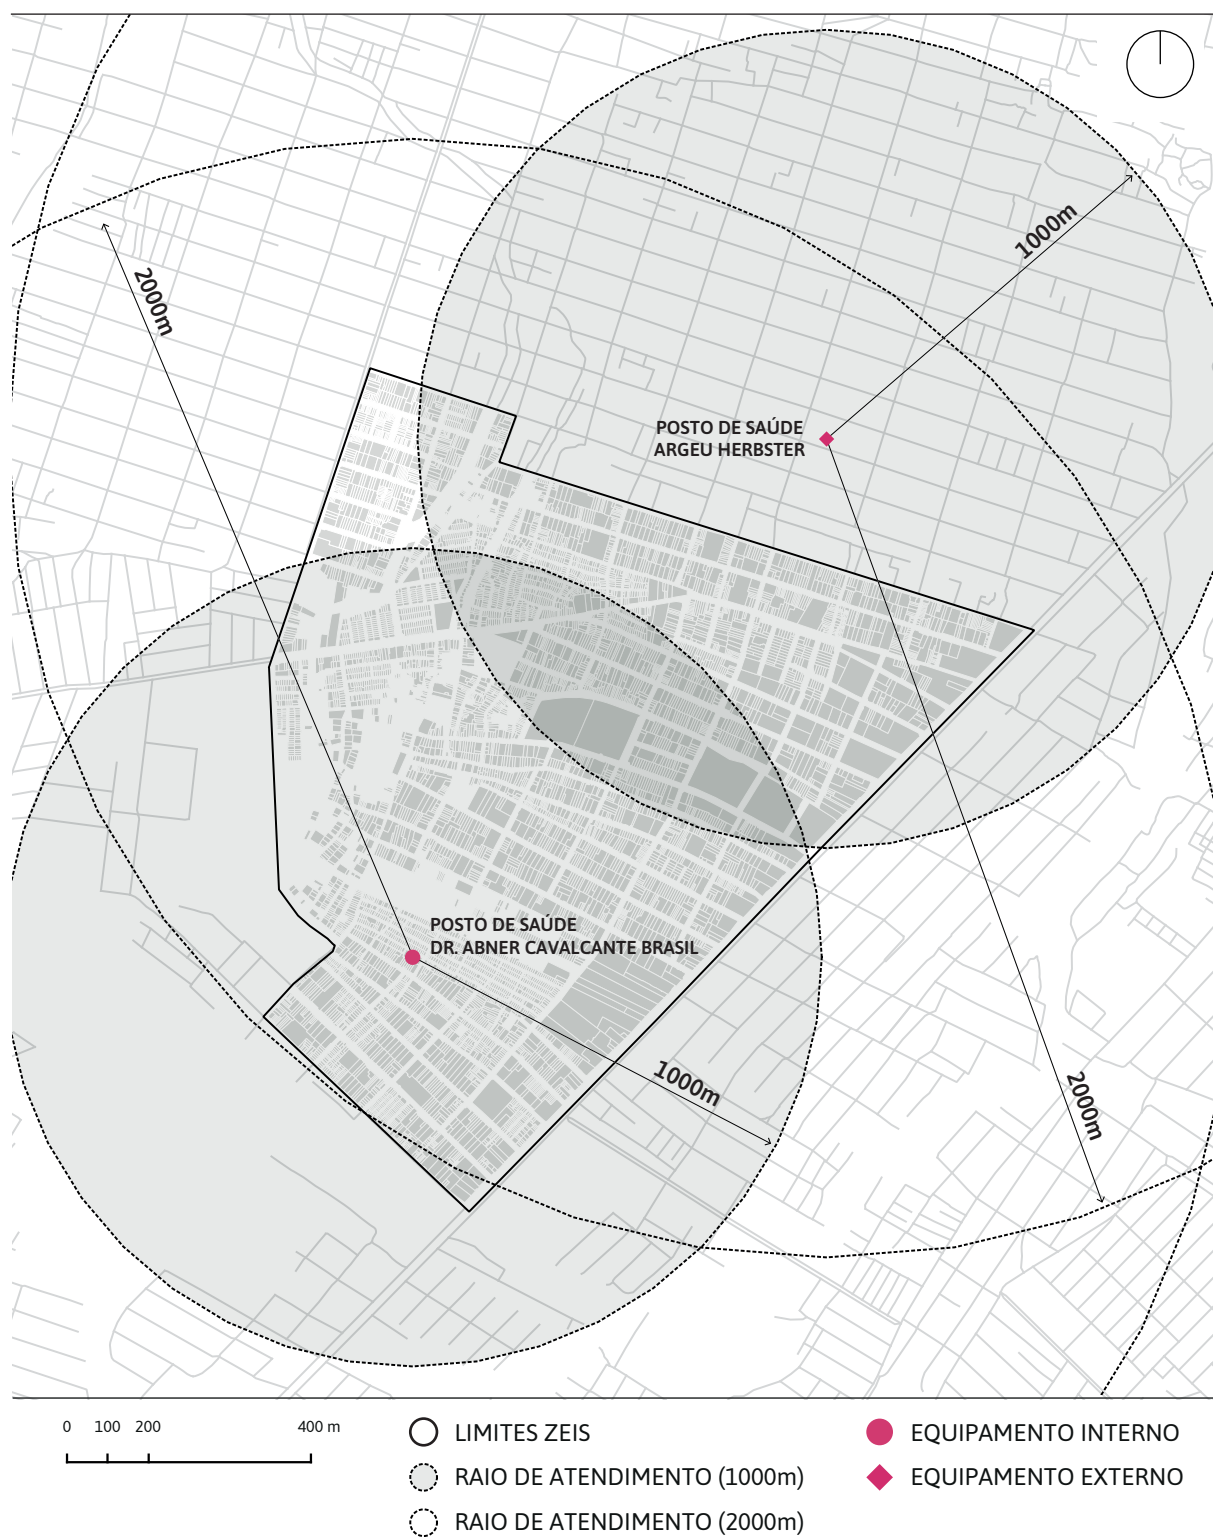 1000m
2000m
POSTO DE SAÚDE
ARGEU HERBSTER
POSTO DE SAÚDE
DR. ABNER CAVALCANTE BRASIL
1000m
2000m
0 100 200 400 m
LIMITES ZEIS
RAIO DE ATENDIMENTO (1000m)
RAIO DE ATENDIMENTO (2000m)
EQUIPAMENTO INTERNO
EQUIPAMENTO EXTERNO